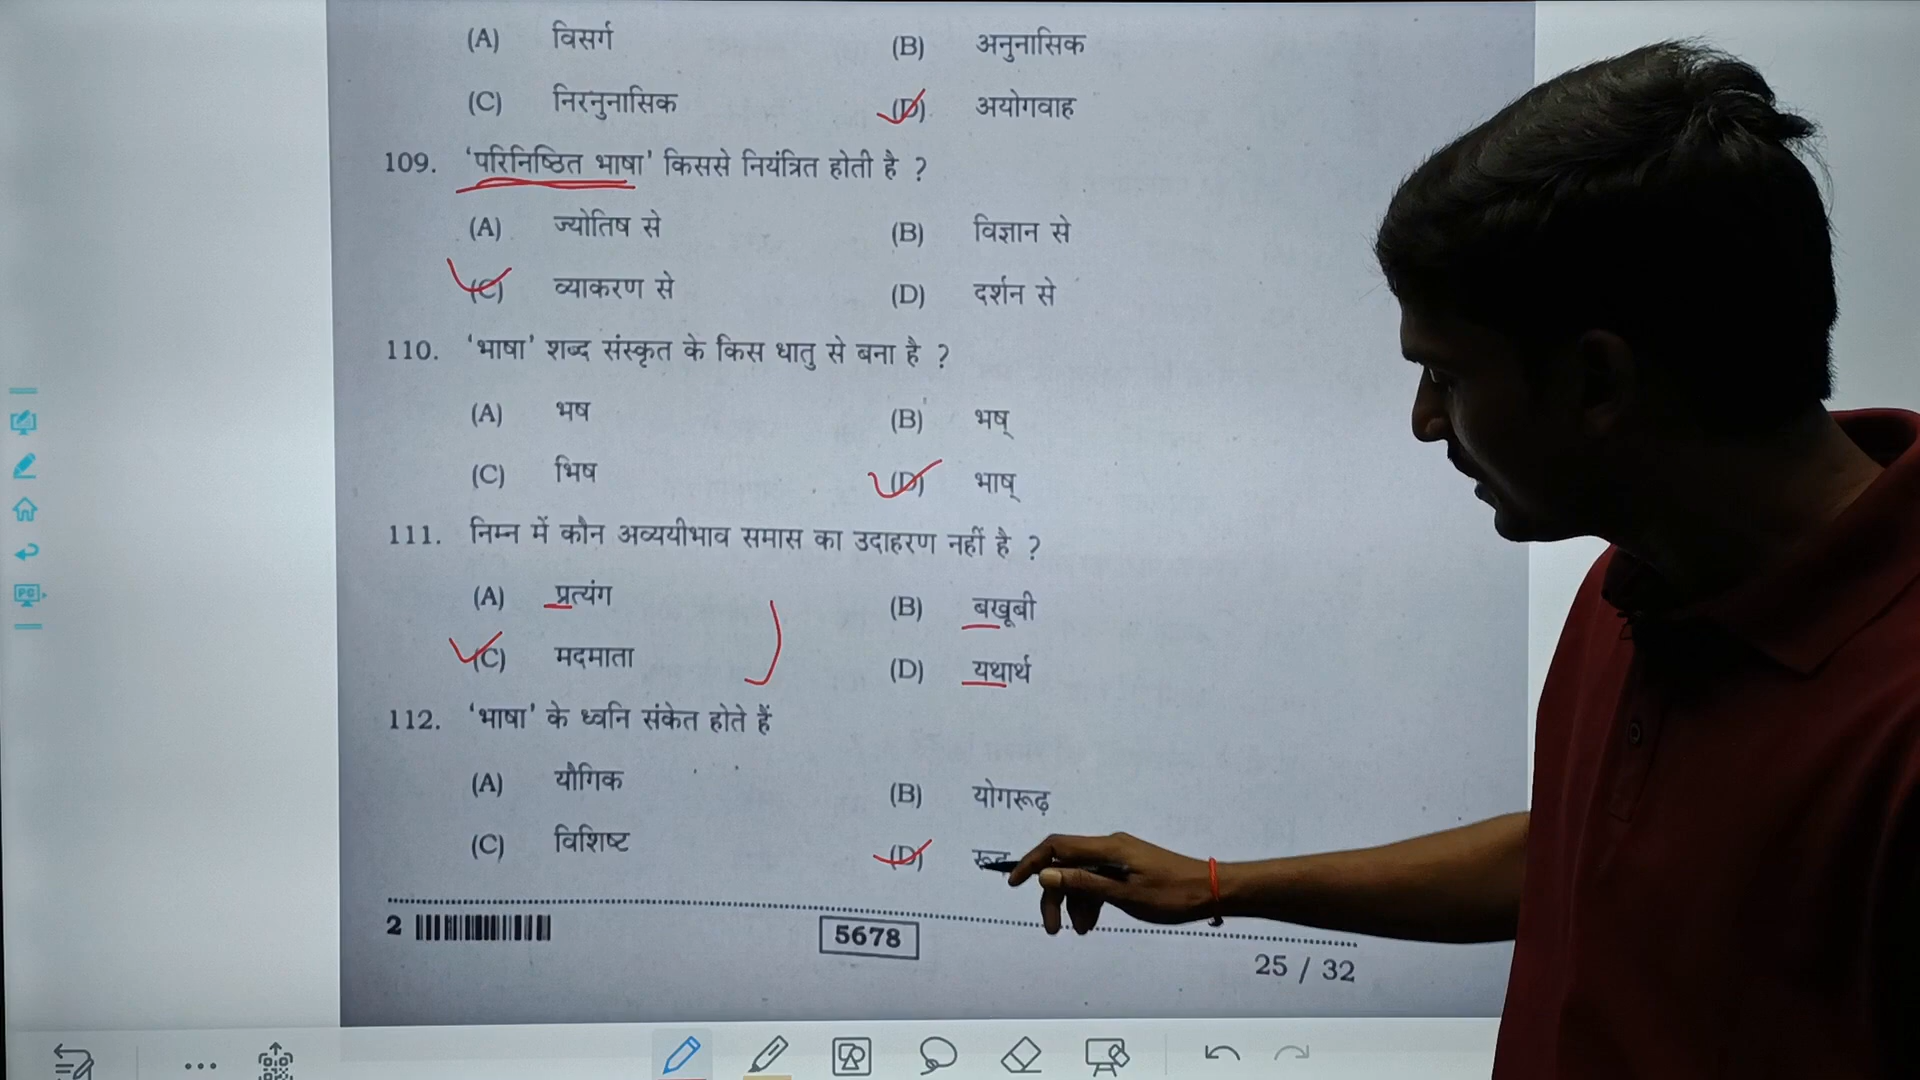 (A) विसर्ग (B) अनुनासिक
(C) निरनुनासिक (D) अयोगवाह
109. 'परिनिष्ठित भाषा' किससे नियंत्रित होती है ?
(A) ज्योतिष से (B) विज्ञान से
(C) व्याकरण से (D) दर्शन से
110. 'भाषा' शब्द संस्कृत के किस धातु से बना है ?
(A) भष (B) भष्
(C) भिष (D) भाष्
111. निम्न में कौन अव्ययीभाव समास का उदाहरण नहीं है ?
(A) प्रत्यंग (B) बखूबी
(C) मदमाता (D) यथार्थ
112. 'भाषा' के ध्वनि संकेत होते हैं
(A) यौगिक (B) योगरूढ़
(C) विशिष्ट (D)
2 5678
25 / 32